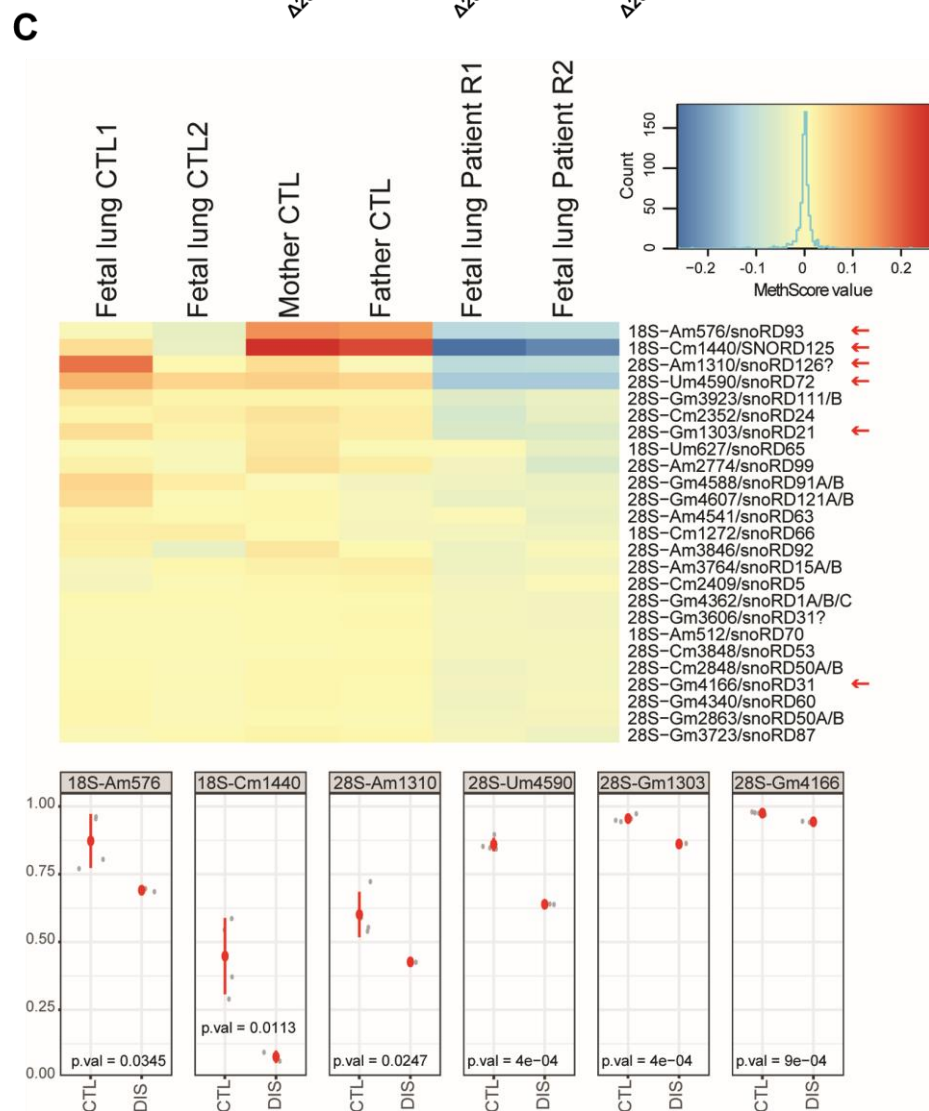 C
Fetal lung CTL1
Fetal lung CTL2
Mother CTL
Father CTL
Fetal lung Patient R1
Fetal lung Patient R2
Count
150
100
50
0
−0.2 -0.1 0 0.1 0.2
MethScore value
18S−Am576/snoRD93 ←
18S−Cm1440/SNORD125 ←
28S−Am1310/snoRD126? ←
28S−Um4590/snoRD72 ←
28S−Gm3923/snoRD111/B
28S−Cm2352/snoRD24
28S−Gm1303/snoRD21 ←
18S−Um627/snoRD65
28S−Am2774/snoRD99
28S−Gm4588/snoRD91A/B
28S−Gm4607/snoRD121A/B
28S−Am4541/snoRD63
18S−Cm1272/snoRD66
28S−Am3846/snoRD92
28S−Am3764/snoRD15A/B
28S−Cm2409/snoRD5
28S−Gm4362/snoRD1A/B/C
28S−Gm3606/snoRD31?
18S−Am512/snoRD70
28S−Cm3848/snoRD53
28S−Cm2848/snoRD50A/B
28S−Gm4166/snoRD31 ←
28S−Gm4340/snoRD60
28S−Gm2863/snoRD50A/B
28S−Gm3723/snoRD87
18S-Am576 18S-Cm1440 28S-Am1310 28S-Um4590 28S-Gm1303 28S-Gm4166
1.00
0.75
0.50
0.25
0.00
p.val = 0.0345 p.val = 0.0113 p.val = 0.0247 p.val = 4e−04 p.val = 4e−04 p.val = 9e−04
CTL DIS CTL DIS CTL DIS CTL DIS CTL DIS CTL DIS